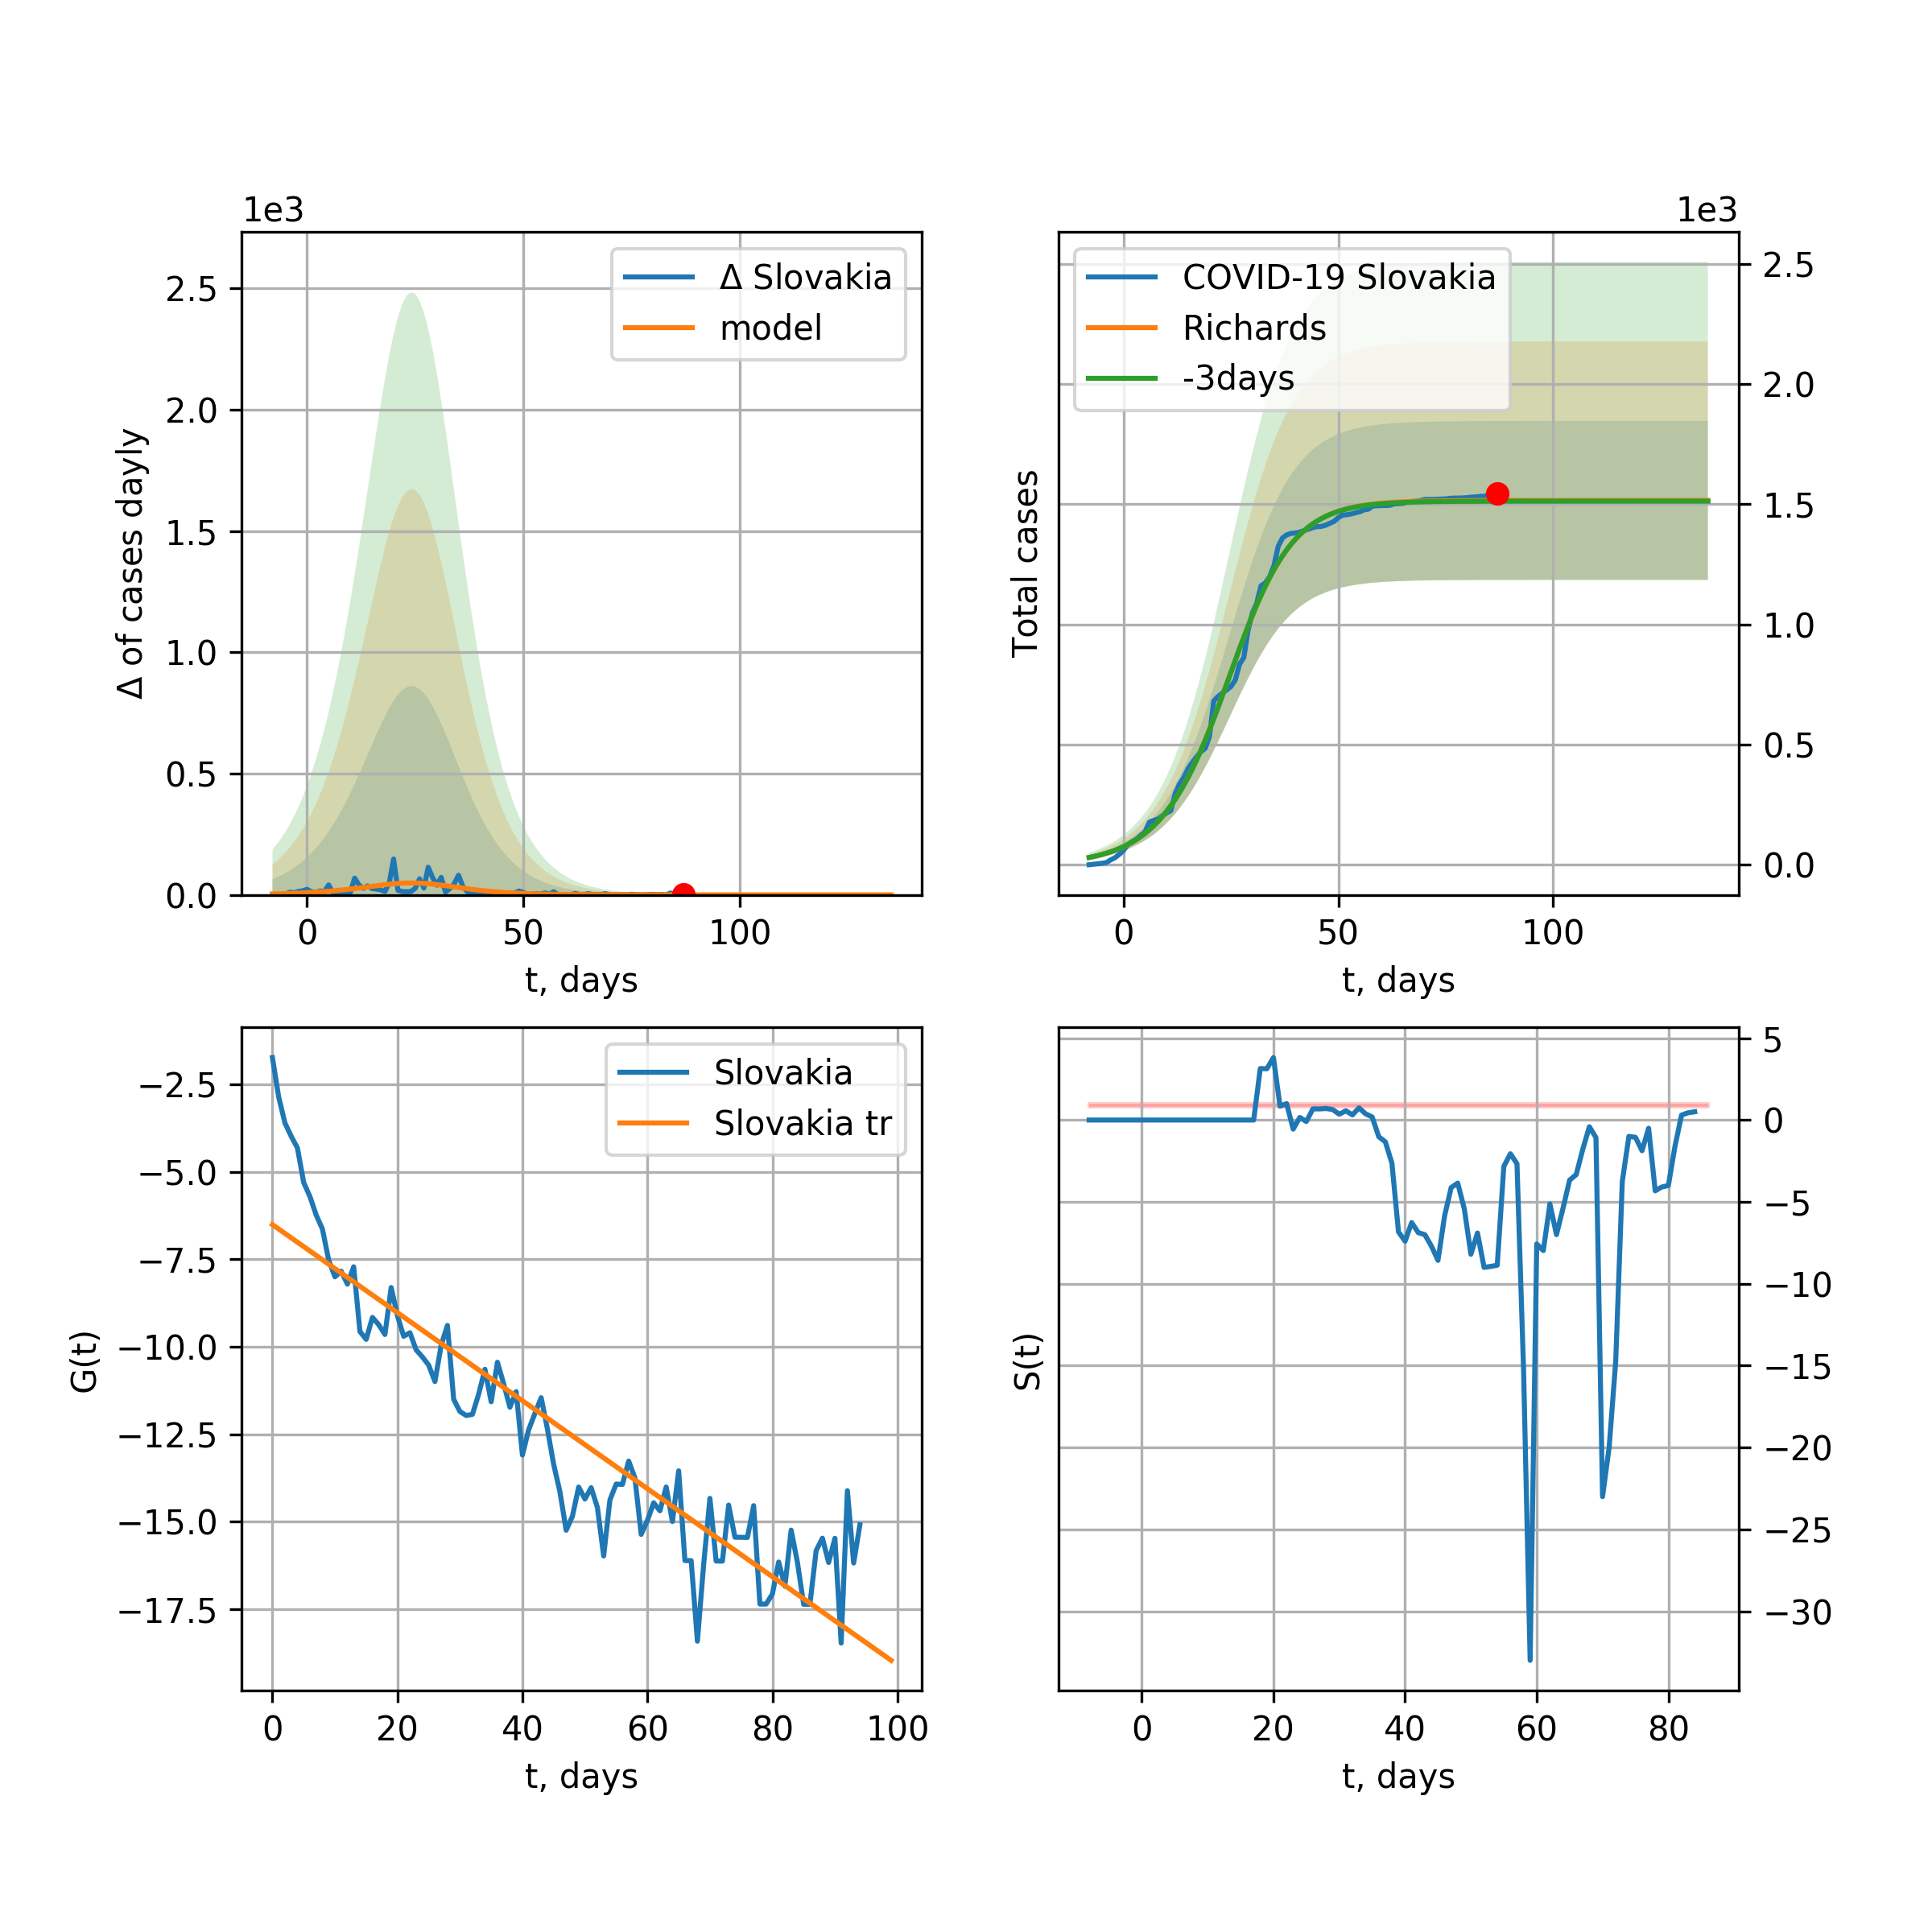 1e3
Δ of cases dayly
2.5
2.0
1.5
1.0
0.5
0.0
Δ Slovakia
model
0 50 100
t, days
1e3
Total cases
COVID-19 Slovakia
Richards
-3days
2.5
2.0
1.5
1.0
0.5
0.0
0 50 100
t, days
G(t)
−2.5
−5.0
−7.5
−10.0
−12.5
−15.0
−17.5
Slovakia
Slovakia tr
0 20 40 60 80 100
t, days
S(t)
5
0
−5
−10
−15
−20
−25
−30
0 20 40 60 80
t, days